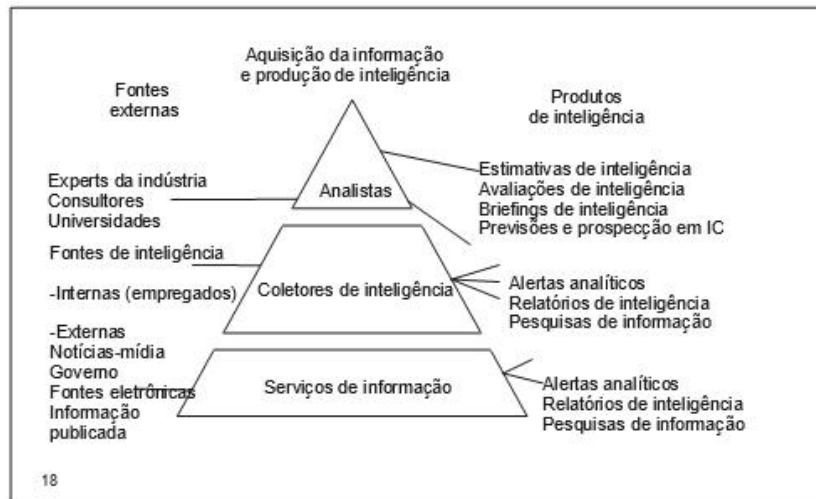 Aquisição da informação
e produção de inteligência
Fontes
externas
Produtos
de inteligência
Experts da indústria
Consultores
Universidades
Analistas
Estimativas de inteligência
Avaliações de inteligência
Briefings de inteligência
Previsões e prospecção em IC
Fontes de inteligência
-Internas (empregados)
Coletores de inteligência
Alertas analíticos
Relatórios de inteligência
Pesquisas de informação
-Externas
Notícias-mídia
Governo
Fontes eletrônicas
Informação
publicada
Serviços de informação
Alertas analíticos
Relatórios de inteligência
Pesquisas de informação
18